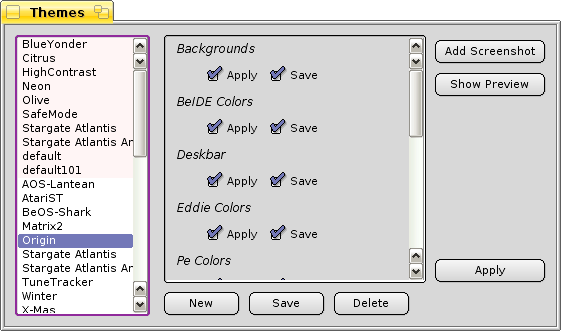 Themes
BlueYonder
Citrus
HighContrast
Neon
Olive
SafeMode
Stargate Atlantis
Stargate Atlantis An
default
default101
AOS-Lantean
AtariST
BeOS-Shark
Matrix2
Origin
Stargate Atlantis
Stargate Atlantis An
TuneTracker
Winter
X-Mas
Backgrounds
Apply Save
BeIDE Colors
Apply Save
Deskbar
Apply Save
Eddie Colors
Apply Save
Pe Colors
New Save Delete
Add Screenshot
Show Preview
Apply